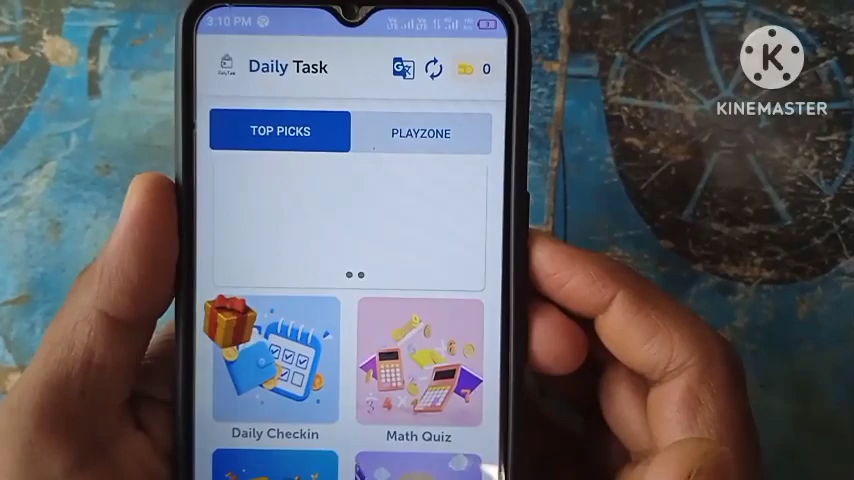 3:10 PM
Daily Task
0
TOP PICKS
PLAYZONE
Daily Checkin
Math Quiz
K
KINEMASTER